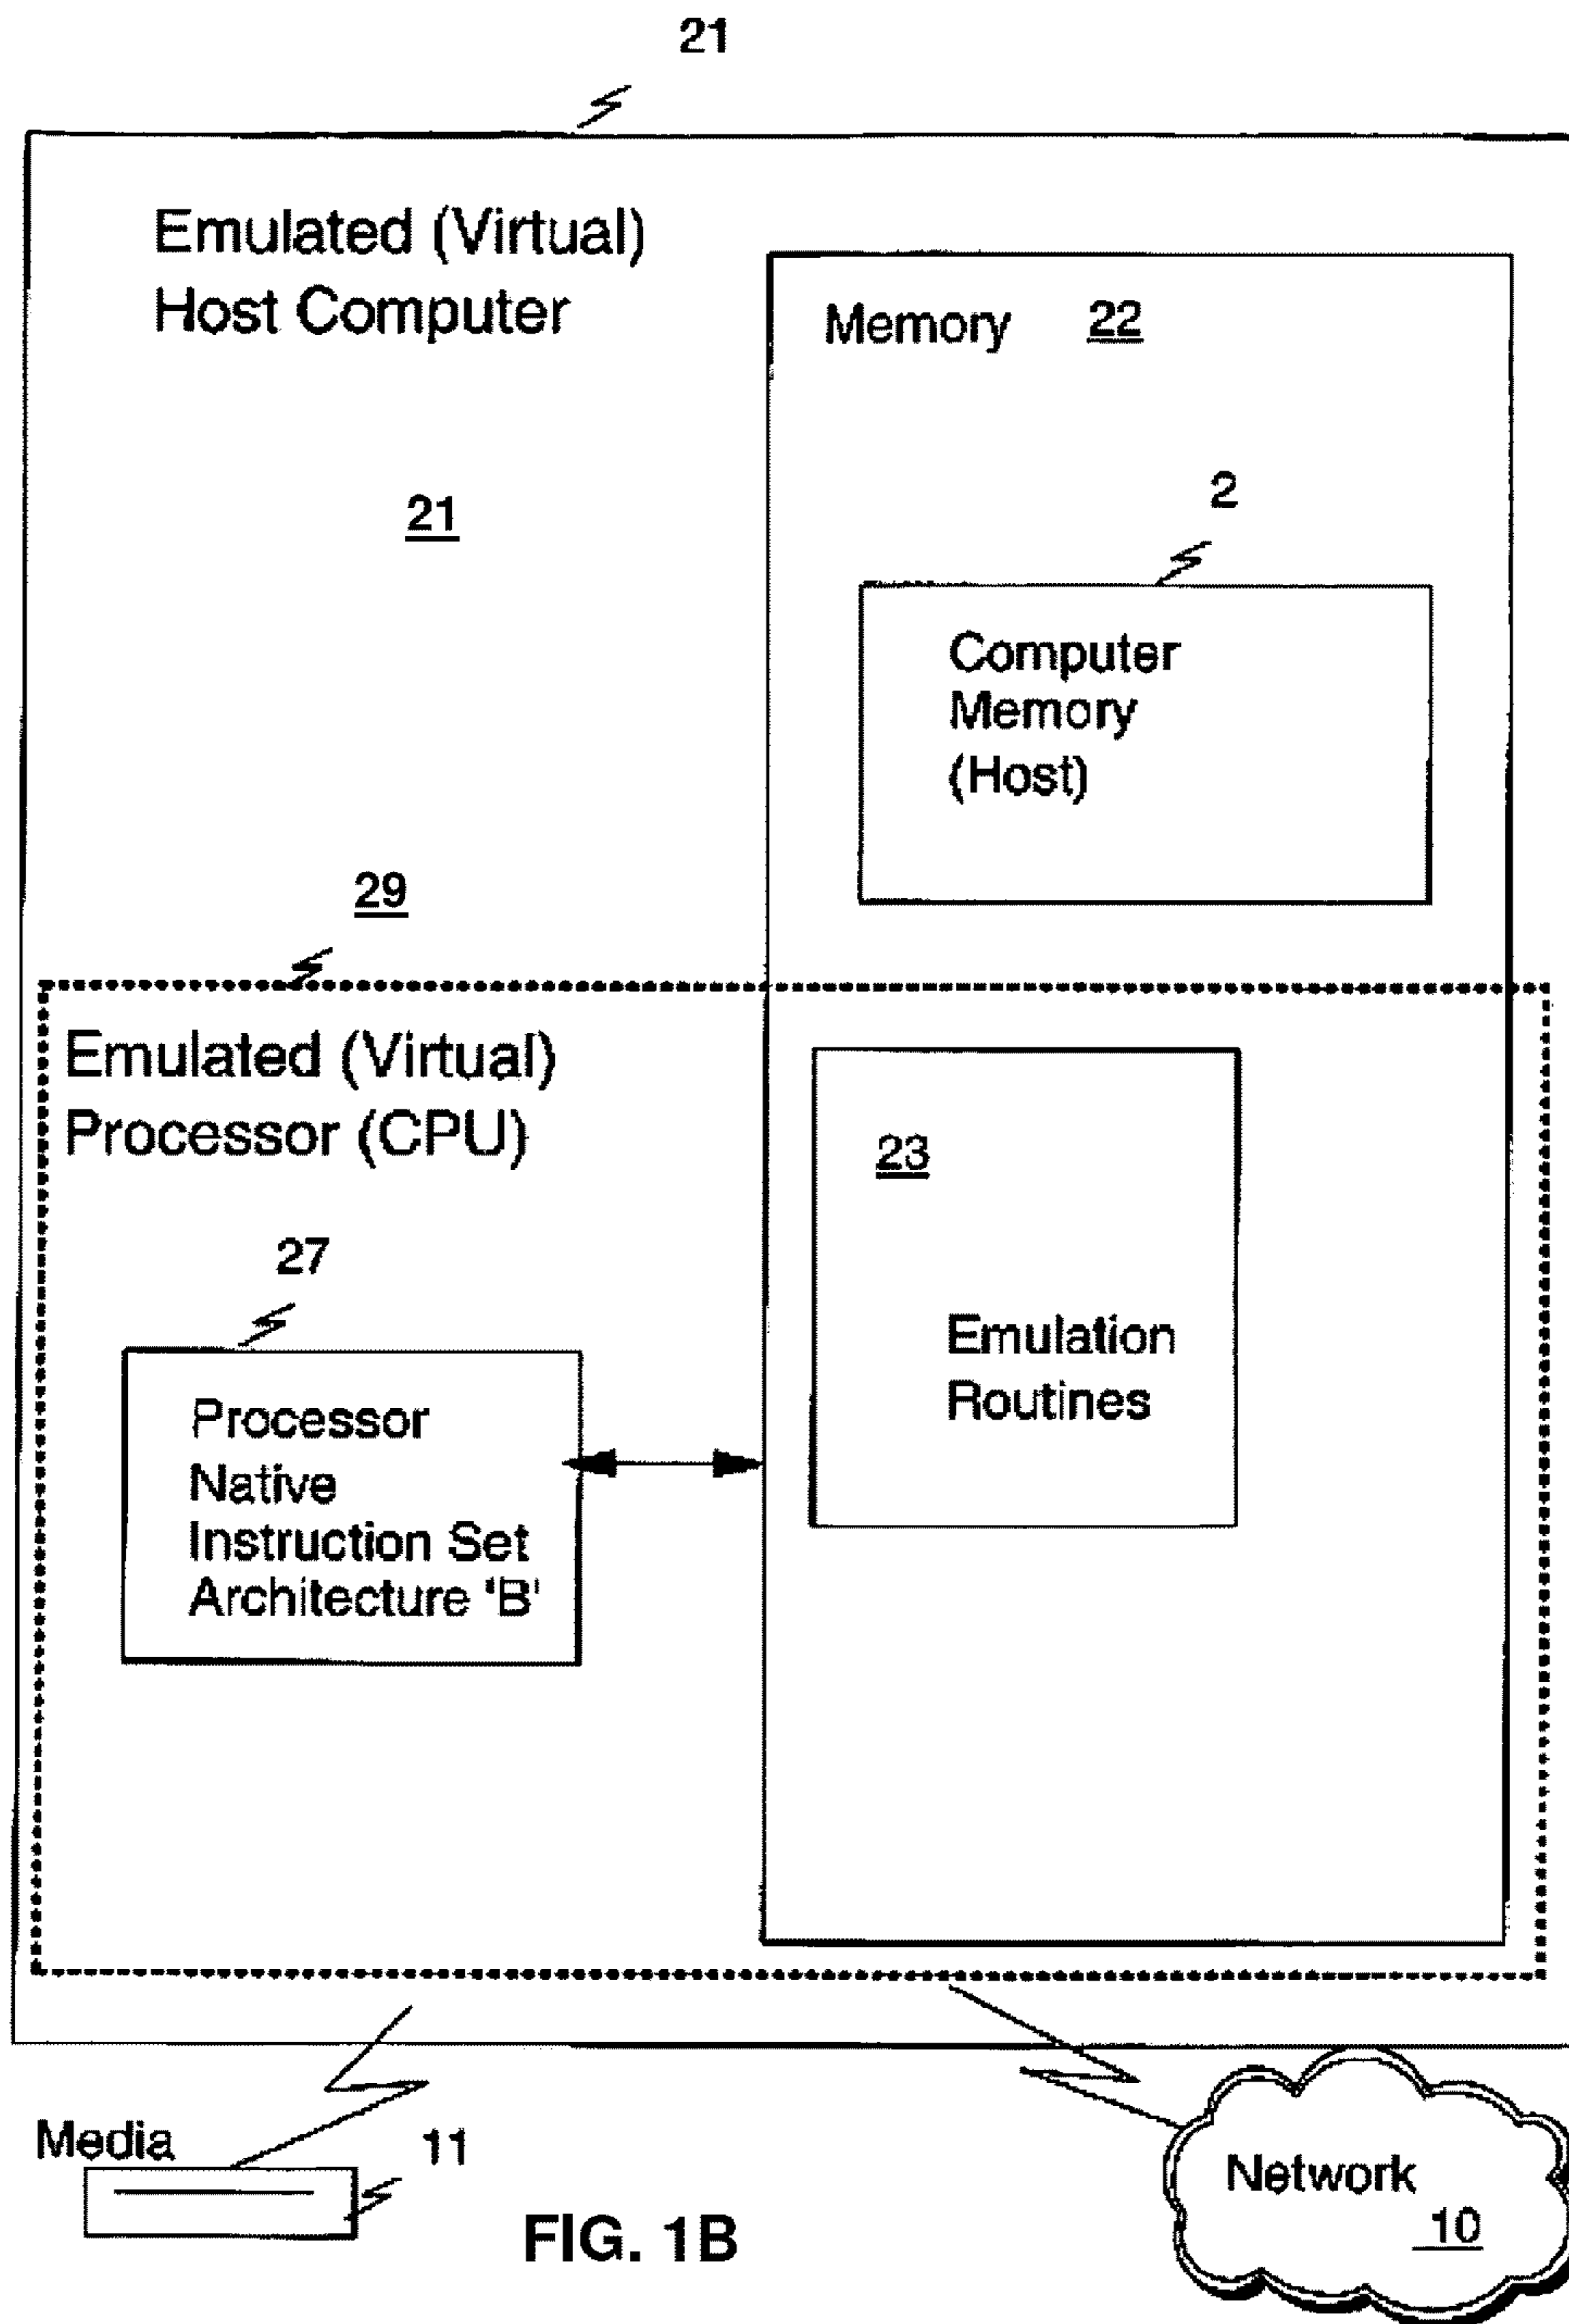 21
Emulated (Virtual)
Host Computer
Memory 22
21
2
Computer
Memory
(Host)
29
Emulated (Virtual)
Processor (CPU)
23
27
Emulation
Routines
Processor
Native
Instruction Set
Architecture 'B'
Media
11
Network
10
FIG. 1B